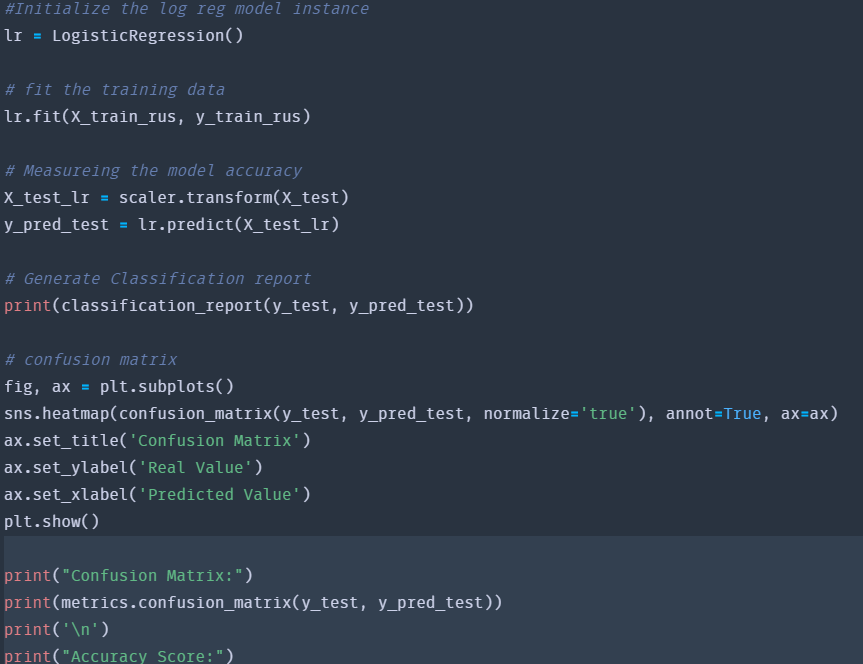 #Initialize the log reg model instance
lr = LogisticRegression()
# fit the training data
lr.fit(X_train_rus, y_train_rus)
# Measureing the model accuracy
X_test_lr = scaler.transform(X_test)
y_pred_test = lr.predict(X_test_lr)
# Generate Classification report
print(classification_report(y_test, y_pred_test))
# confusion matrix
fig, ax = plt.subplots()
sns.heatmap(confusion_matrix(y_test, y_pred_test, normalize='true'), annot=True, ax=ax)
ax.set_title('Confusion Matrix')
ax.set_ylabel('Real Value')
ax.set_xlabel('Predicted Value')
plt.show()
print("Confusion Matrix:")
print(metrics.confusion_matrix(y_test, y_pred_test))
print('\n')
print("Accuracy Score:")